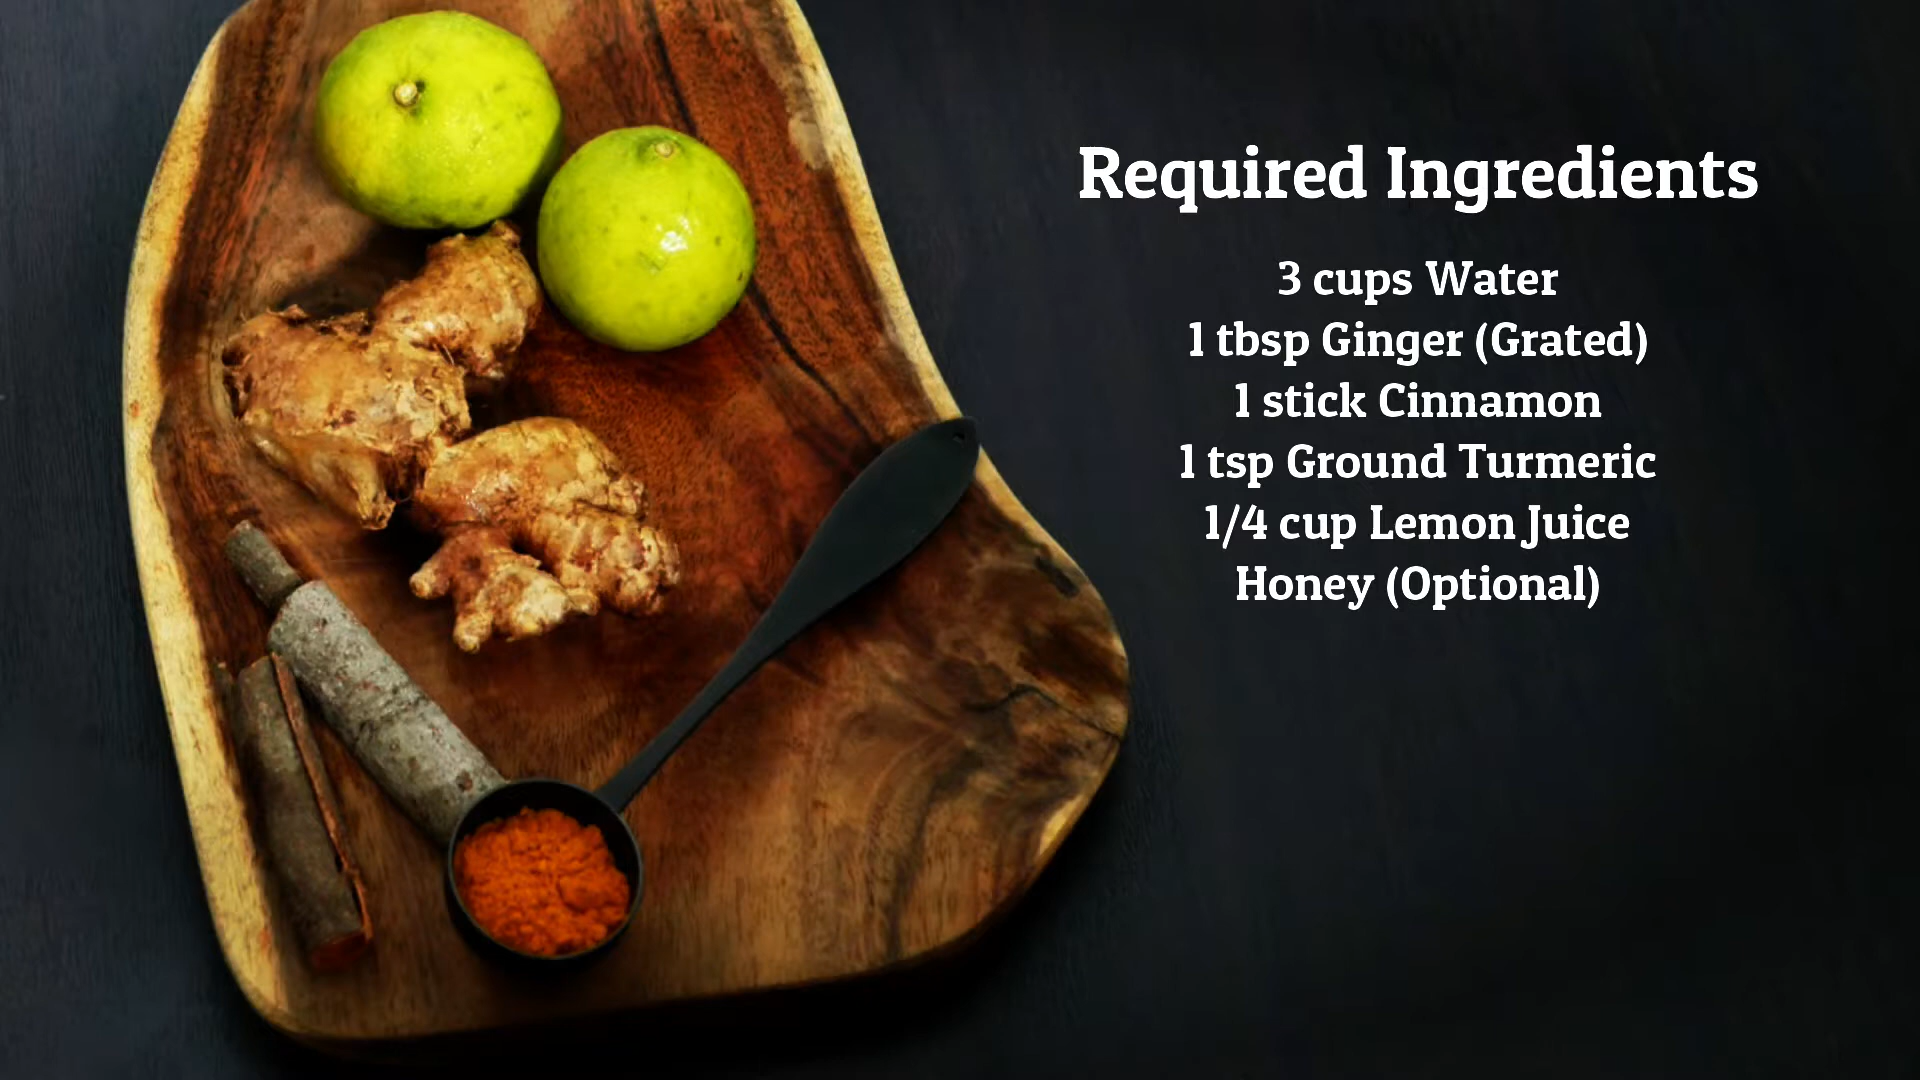 Required Ingredients
3 cups Water
1 tbsp Ginger (Grated)
1 stick Cinnamon
1 tsp Ground Turmeric
1/4 cup Lemon Juice
Honey (Optional)